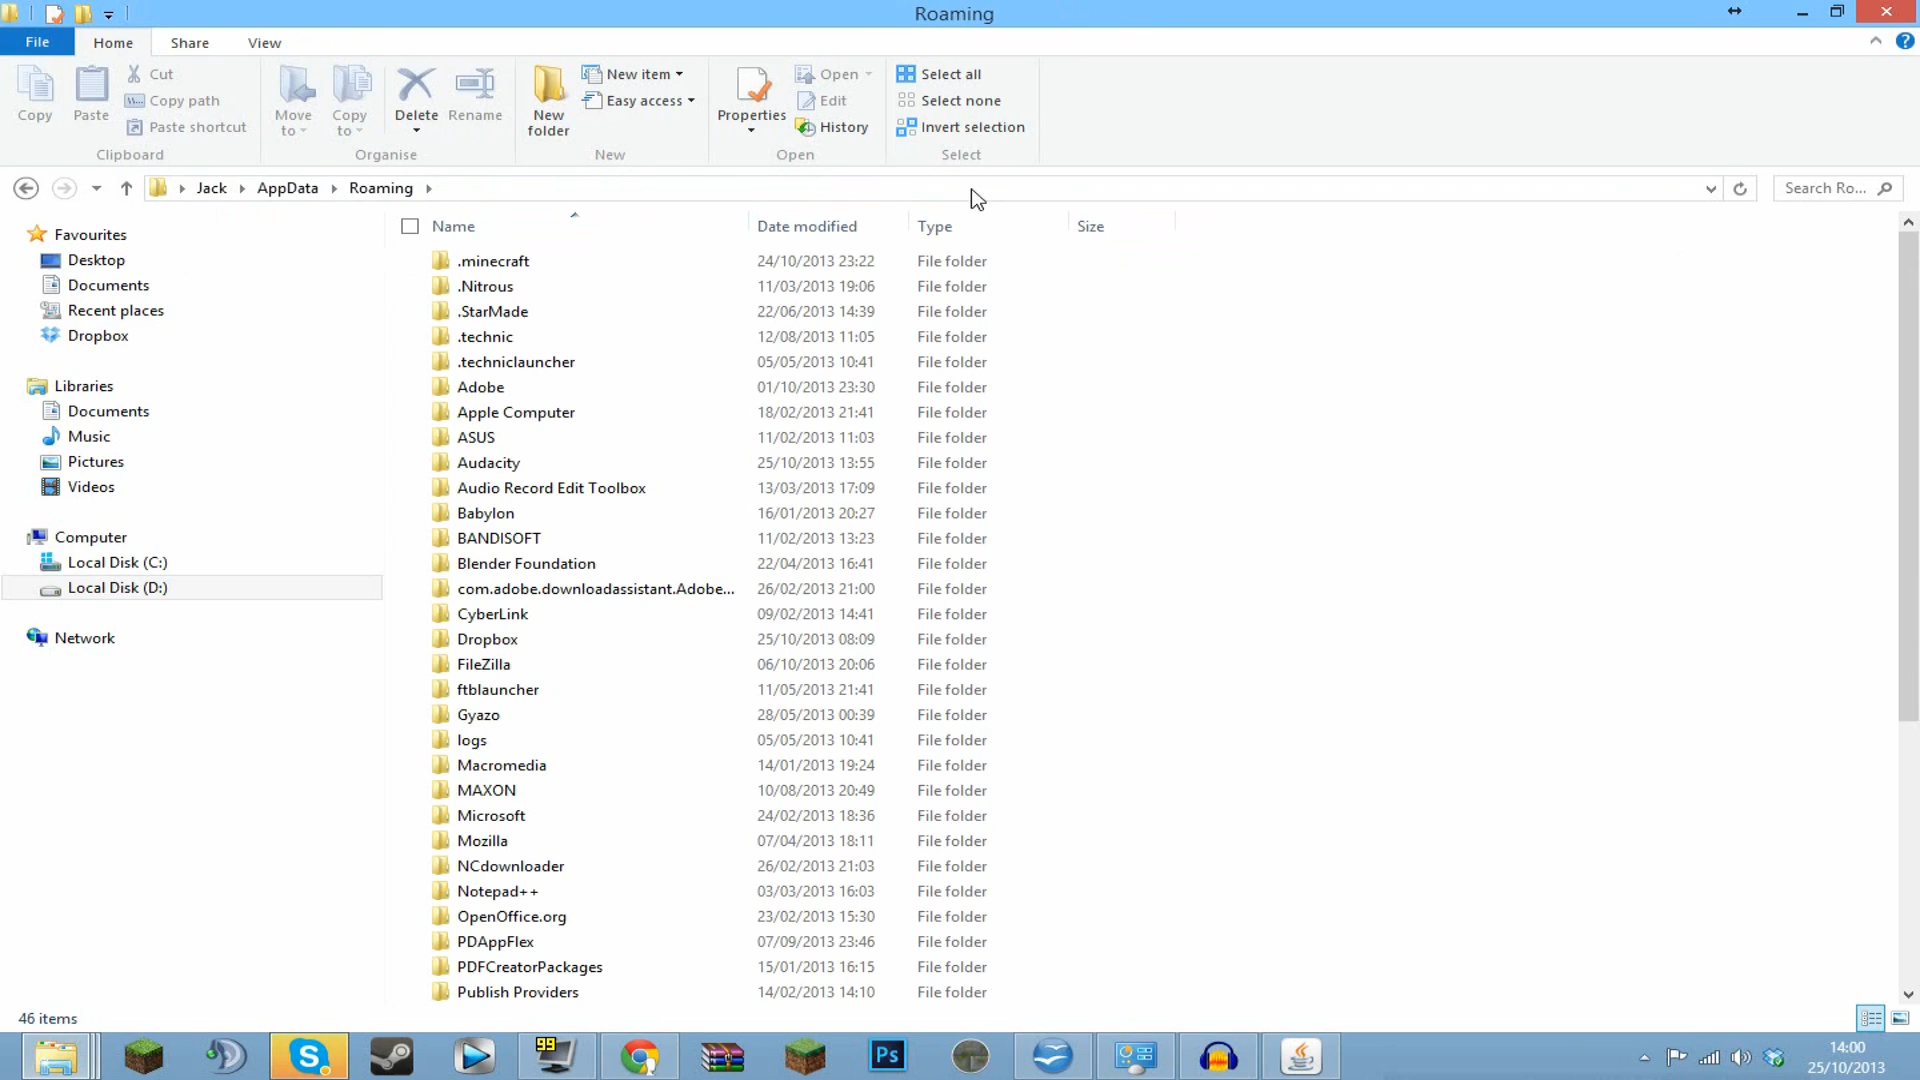 Roaming
File Home Share View
Copy
Paste
Cut
Copy path
Paste shortcut
Clipboard
Move to
Copy to
Delete
Rename
Organise
New folder
New item
Easy access
New
Properties
Open
Edit
History
Open
Select all
Select none
Invert selection
Select
Jack AppData Roaming
Search Ro...
Name Date modified Type Size
Favourites
Desktop
Documents
Recent places
Dropbox
Libraries
Documents
Music
Pictures
Videos
Computer
Local Disk (C:)
Local Disk (D:)
Network
.minecraft 24/10/2013 23:22 File folder
.Nitrous 11/03/2013 19:06 File folder
.StarMade 22/06/2013 14:39 File folder
.technic 12/08/2013 11:05 File folder
.techniclauncher 05/05/2013 10:41 File folder
Adobe 01/10/2013 23:30 File folder
Apple Computer 18/02/2013 21:41 File folder
ASUS 11/02/2013 11:03 File folder
Audacity 25/10/2013 13:55 File folder
Audio Record Edit Toolbox 13/03/2013 17:09 File folder
Babylon 16/01/2013 20:27 File folder
BANDISOFT 11/02/2013 13:23 File folder
Blender Foundation 22/04/2013 16:41 File folder
com.adobe.downloadassistant.Adobe... 26/02/2013 21:00 File folder
CyberLink 09/02/2013 14:41 File folder
Dropbox 25/10/2013 08:09 File folder
FileZilla 06/10/2013 20:06 File folder
ftblauncher 11/05/2013 21:41 File folder
Gyazo 28/05/2013 00:39 File folder
logs 05/05/2013 10:41 File folder
Macromedia 14/01/2013 19:24 File folder
MAXON 10/08/2013 20:49 File folder
Microsoft 24/02/2013 18:36 File folder
Mozilla 07/04/2013 18:11 File folder
NCdownloader 26/02/2013 21:03 File folder
Notepad++ 03/03/2013 16:03 File folder
OpenOffice.org 23/02/2013 15:30 File folder
PDAppFlex 07/09/2013 23:46 File folder
PDFCreatorPackages 15/01/2013 16:15 File folder
Publish Providers 14/02/2013 14:10 File folder
46 items
99
Ps
14:00
25/10/2013